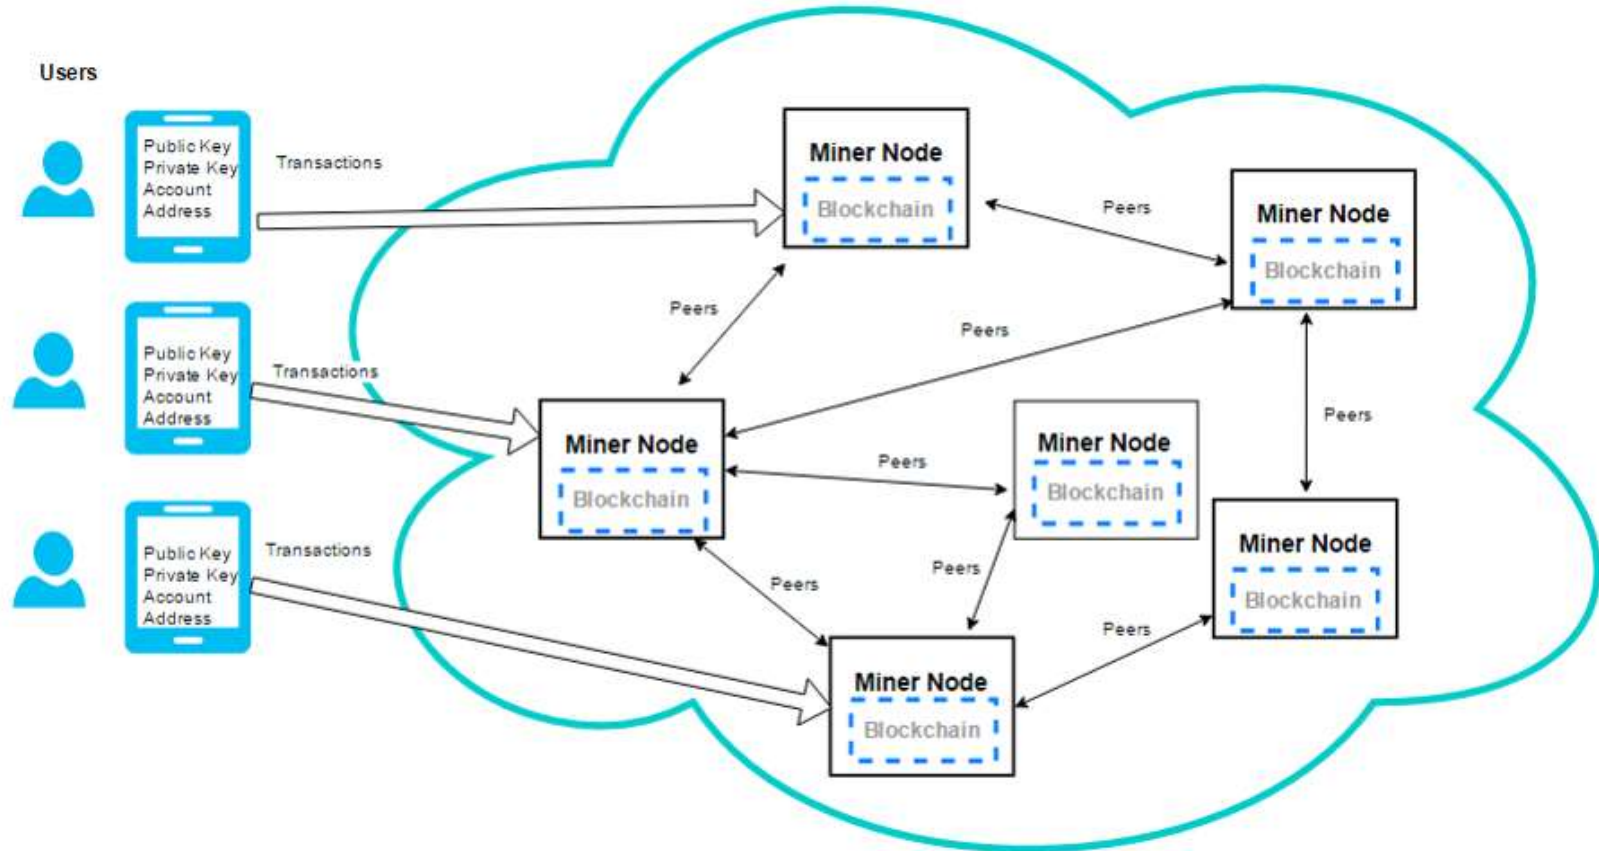 Users
Public Key
Private Key
Account
Address
Transactions
Miner Node
Blockchain
Peers
Miner Node
Blockchain
Peers
Peers
Public Key
Private Key
Account
Address
Transactions
Miner Node
Blockchain
Peers
Miner Node
Blockchain
Peers
Miner Node
Blockchain
Public Key
Private Key
Account
Address
Transactions
Peers
Peers
Peers
Miner Node
Blockchain